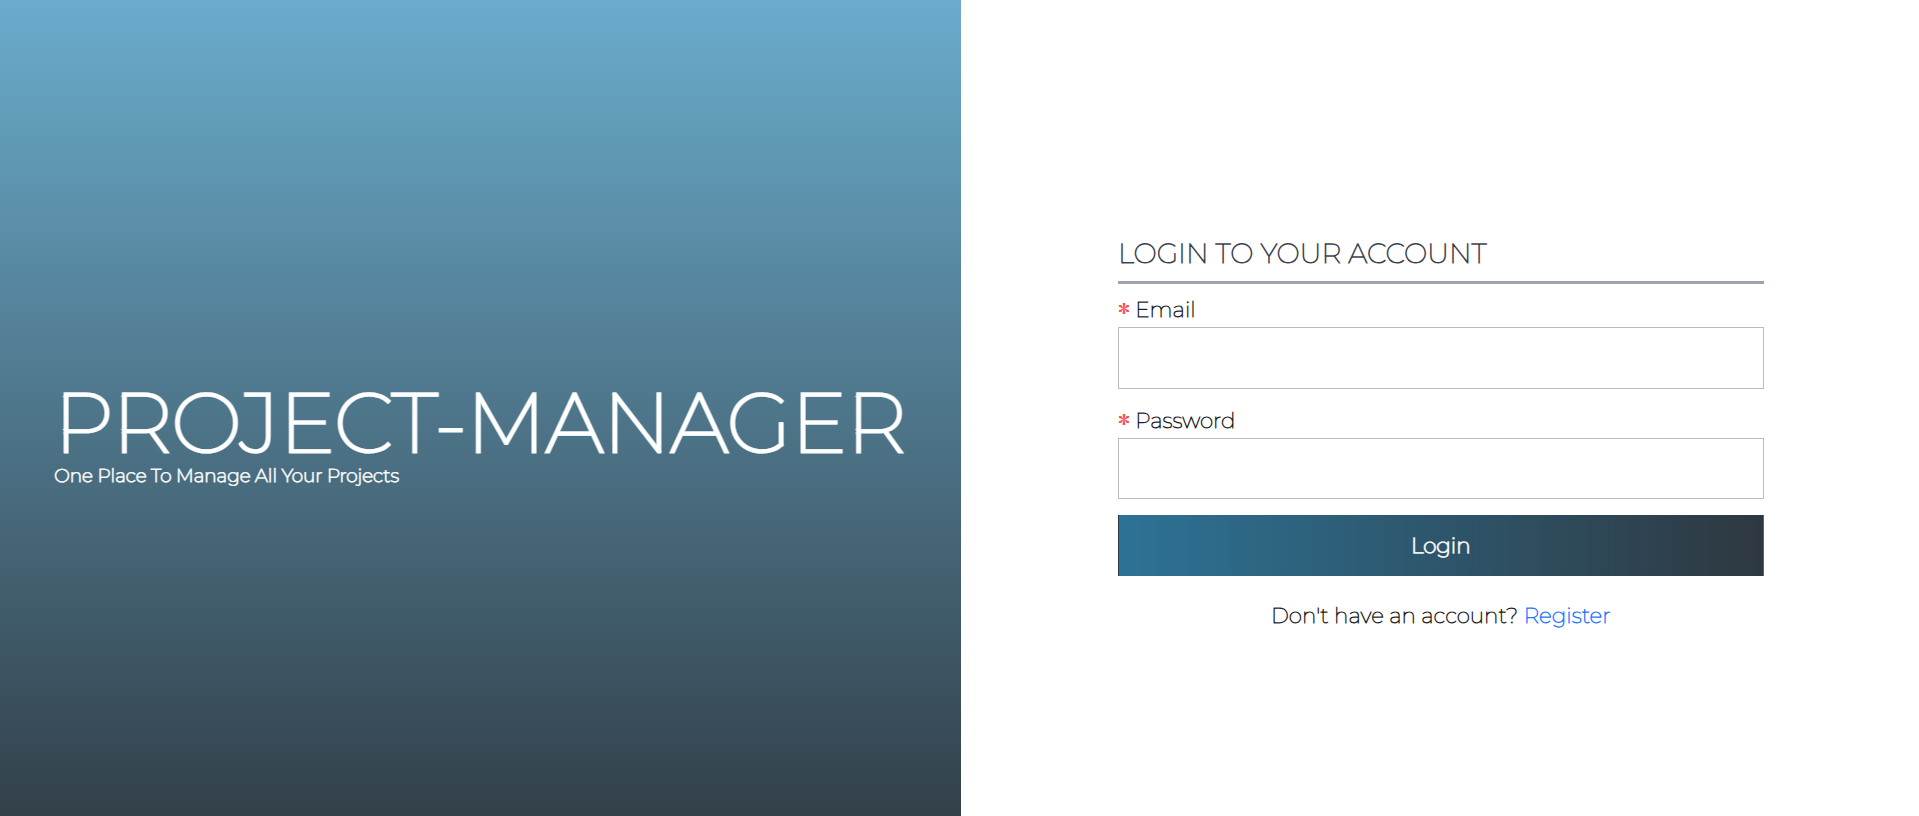 PROJECT-MANAGER
One Place To Manage All Your Projects
LOGIN TO YOUR ACCOUNT
* Email
* Password
Login
Don't have an account? Register